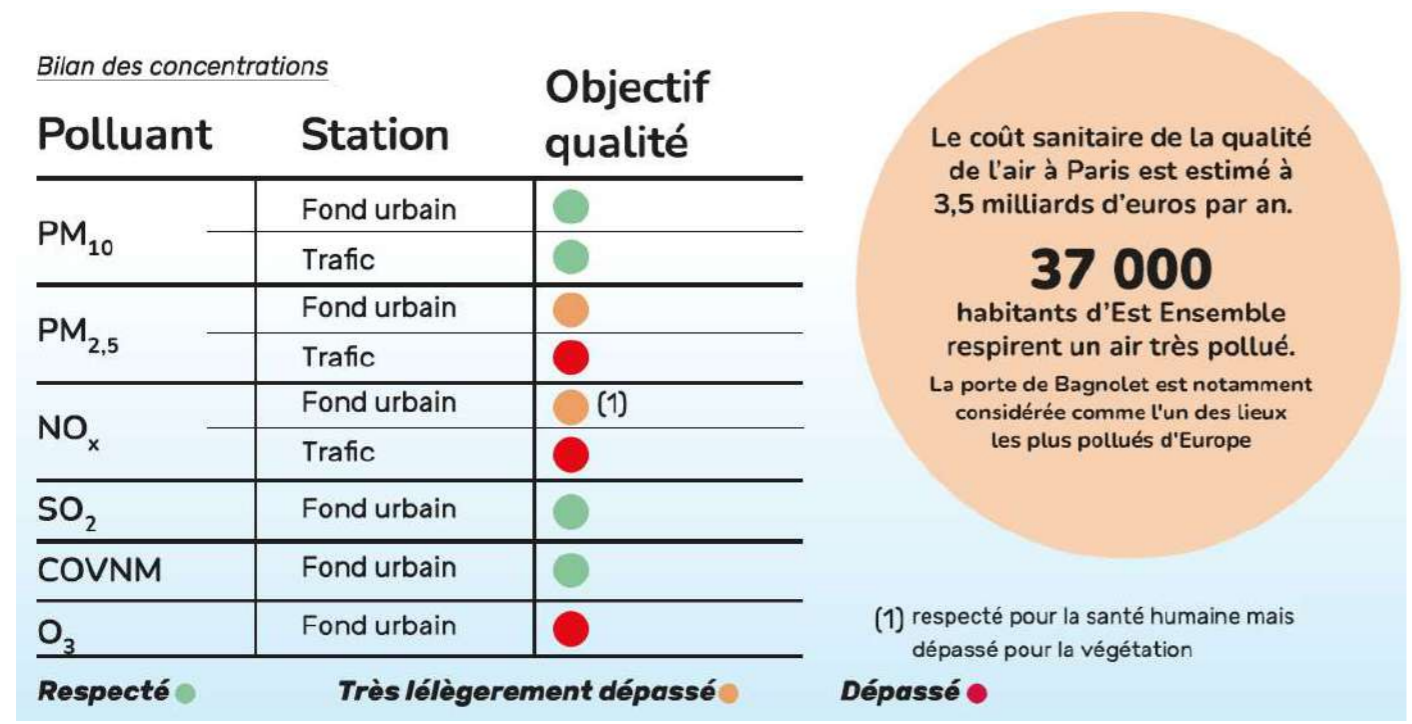 Bilan des concentrations
Polluant Station Objectif qualité
PM10 Fond urbain
Trafic
PM2,5 Fond urbain
Trafic
NOx Fond urbain (1)
Trafic
SO2 Fond urbain
COVNM Fond urbain
O3 Fond urbain
Respecté Très lélègerement dépassé Dépassé
Le coût sanitaire de la qualité
de l'air à Paris est estimé à
3,5 milliards d'euros par an.
37 000
habitants d'Est Ensemble
respirent un air très pollué.
La porte de Bagnolet est notamment
considérée comme l'un des lieux
les plus pollués d'Europe
(1) respecté pour la santé humaine mais
dépassé pour la végétation